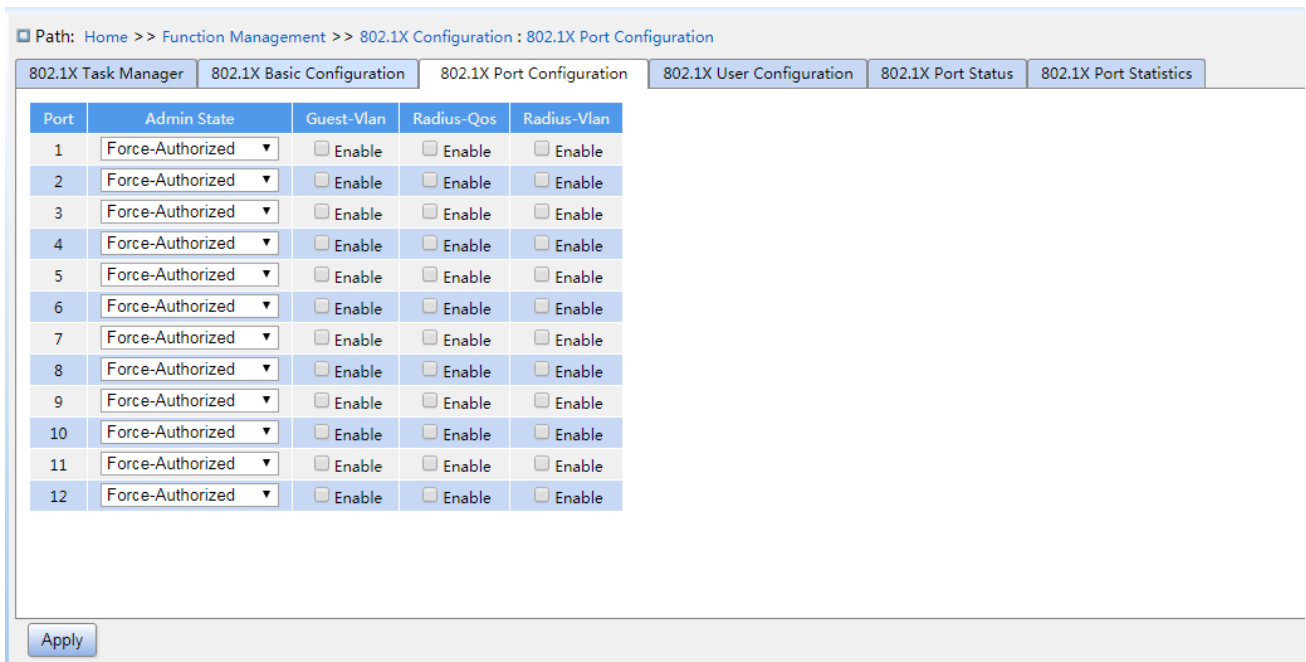 Path: Home >> Function Management >> 802.1X Configuration : 802.1X Port Configuration
802.1X Task Manager 802.1X Basic Configuration 802.1X Port Configuration 802.1X User Configuration 802.1X Port Status 802.1X Port Statistics
Port Admin State Guest-Vlan Radius-Qos Radius-Vlan
1 Force-Authorized Enable Enable Enable
2 Force-Authorized Enable Enable Enable
3 Force-Authorized Enable Enable Enable
4 Force-Authorized Enable Enable Enable
5 Force-Authorized Enable Enable Enable
6 Force-Authorized Enable Enable Enable
7 Force-Authorized Enable Enable Enable
8 Force-Authorized Enable Enable Enable
9 Force-Authorized Enable Enable Enable
10 Force-Authorized Enable Enable Enable
11 Force-Authorized Enable Enable Enable
12 Force-Authorized Enable Enable Enable
Apply